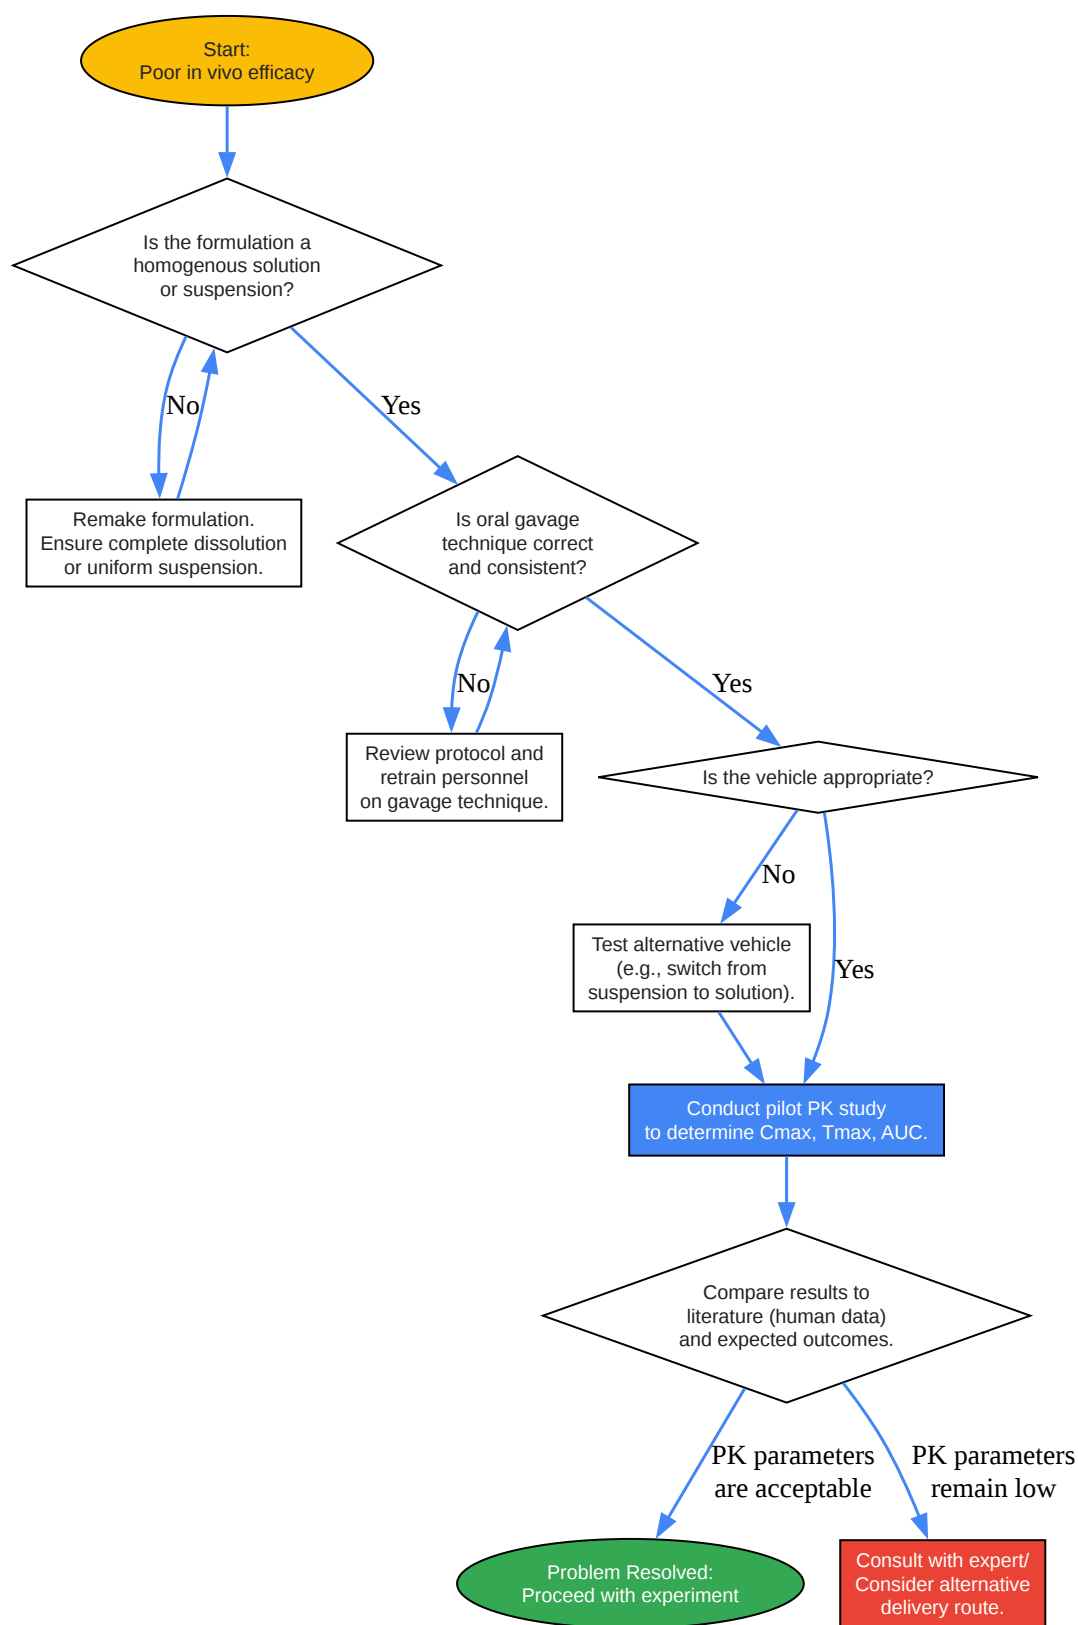 Start:
Poor in vivo efficacy
Is the formulation a
homogenous solution
or suspension?
No
Yes
Remake formulation.
Ensure complete dissolution
or uniform suspension.
Is oral gavage
technique correct
and consistent?
No
Yes
Review protocol and
retrain personnel
on gavage technique.
Is the vehicle appropriate?
No
Test alternative vehicle
(e.g., switch from
suspension to solution).
Yes
Conduct pilot PK study
to determine Cmax, Tmax, AUC.
Compare results to
literature (human data)
and expected outcomes.
PK parameters
are acceptable
PK parameters
remain low
Problem Resolved:
Proceed with experiment
Consult with expert/
Consider alternative
delivery route.